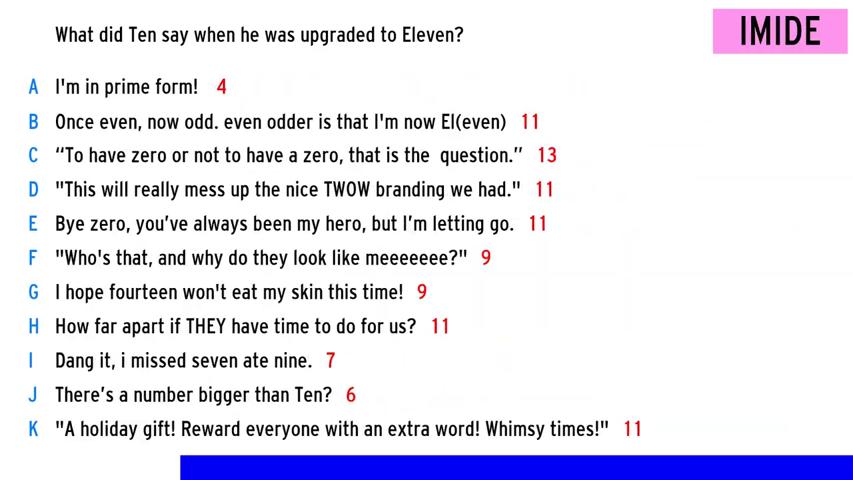 What did Ten say when he was upgraded to Eleven?
IMIDE
A I'm in prime form! 4
B Once even, now odd. even odder is that I'm now El(even) 11
C “To have zero or not to have a zero, that is the question.” 13
D "This will really mess up the nice TWOW branding we had." 11
E Bye zero, you’ve always been my hero, but I’m letting go. 11
F "Who's that, and why do they look like meeeeeee?" 9
G I hope fourteen won't eat my skin this time! 9
H How far apart if THEY have time to do for us? 11
I Dang it, i missed seven ate nine. 7
J There’s a number bigger than Ten? 6
K "A holiday gift! Reward everyone with an extra word! Whimsy times!" 11